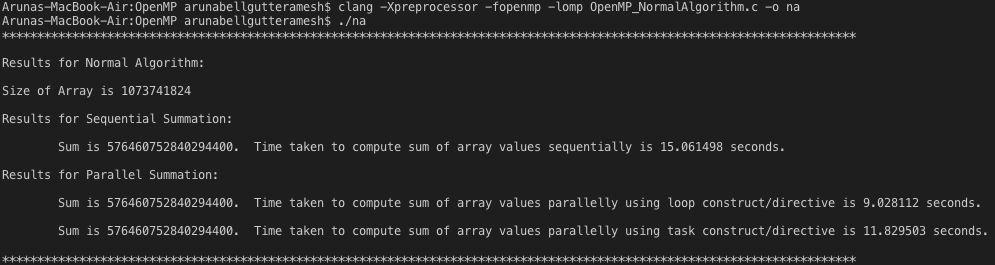 Arunas-MacBook-Air:OpenMP arunabellgutteramesh$ clang -Xpreprocessor -fopenmp -lomp OpenMP_NormalAlgorithm.c -o na
Arunas-MacBook-Air:OpenMP arunabellgutteramesh$ ./na
**************************************************************************************************************************
Results for Normal Algorithm:
Size of Array is 1073741824
Results for Sequential Summation:
Sum is 576460752840294400.  Time taken to compute sum of array values sequentially is 15.061498 seconds.
Results for Parallel Summation:
Sum is 576460752840294400.  Time taken to compute sum of array values parallelly using loop construct/directive is 9.028112 seconds.
Sum is 576460752840294400.  Time taken to compute sum of array values parallelly using task construct/directive is 11.829503 seconds.
**************************************************************************************************************************